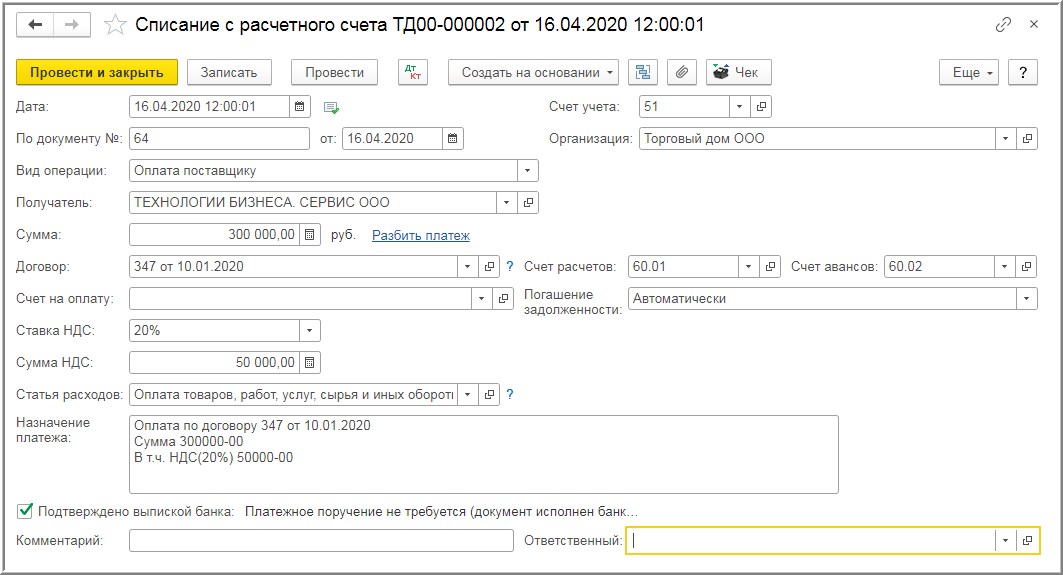 Списание с расчетного счета ТД00-000002 от 16.04.2020 12:00:01
Провести и закрыть Записать Провести Дт Кт Создать на основании Чек Еще ?
Дата: 16.04.2020 12:00:01 Счет учета: 51
По документу №: 64 от: 16.04.2020 Организация: Торговый дом ООО
Вид операции: Оплата поставщику
Получатель: ТЕХНОЛОГИИ БИЗНЕСА. СЕРВИС ООО
Сумма: 300 000,00 руб. Разбить платеж
Договор: 347 от 10.01.2020 ? Счет расчетов: 60.01 Счет авансов: 60.02
Счет на оплату: Погашение задолженности: Автоматически
Ставка НДС: 20%
Сумма НДС: 50 000,00
Статья расходов: Оплата товаров, работ, услуг, сырья и иных оборот ?
Назначение платежа:
Оплата по договору 347 от 10.01.2020
Сумма 300000-00
В т.ч. НДС(20%) 50000-00
Подтверждено выпиской банка: Платежное поручение не требуется (документ исполнен банк...
Комментарий: Ответственный: